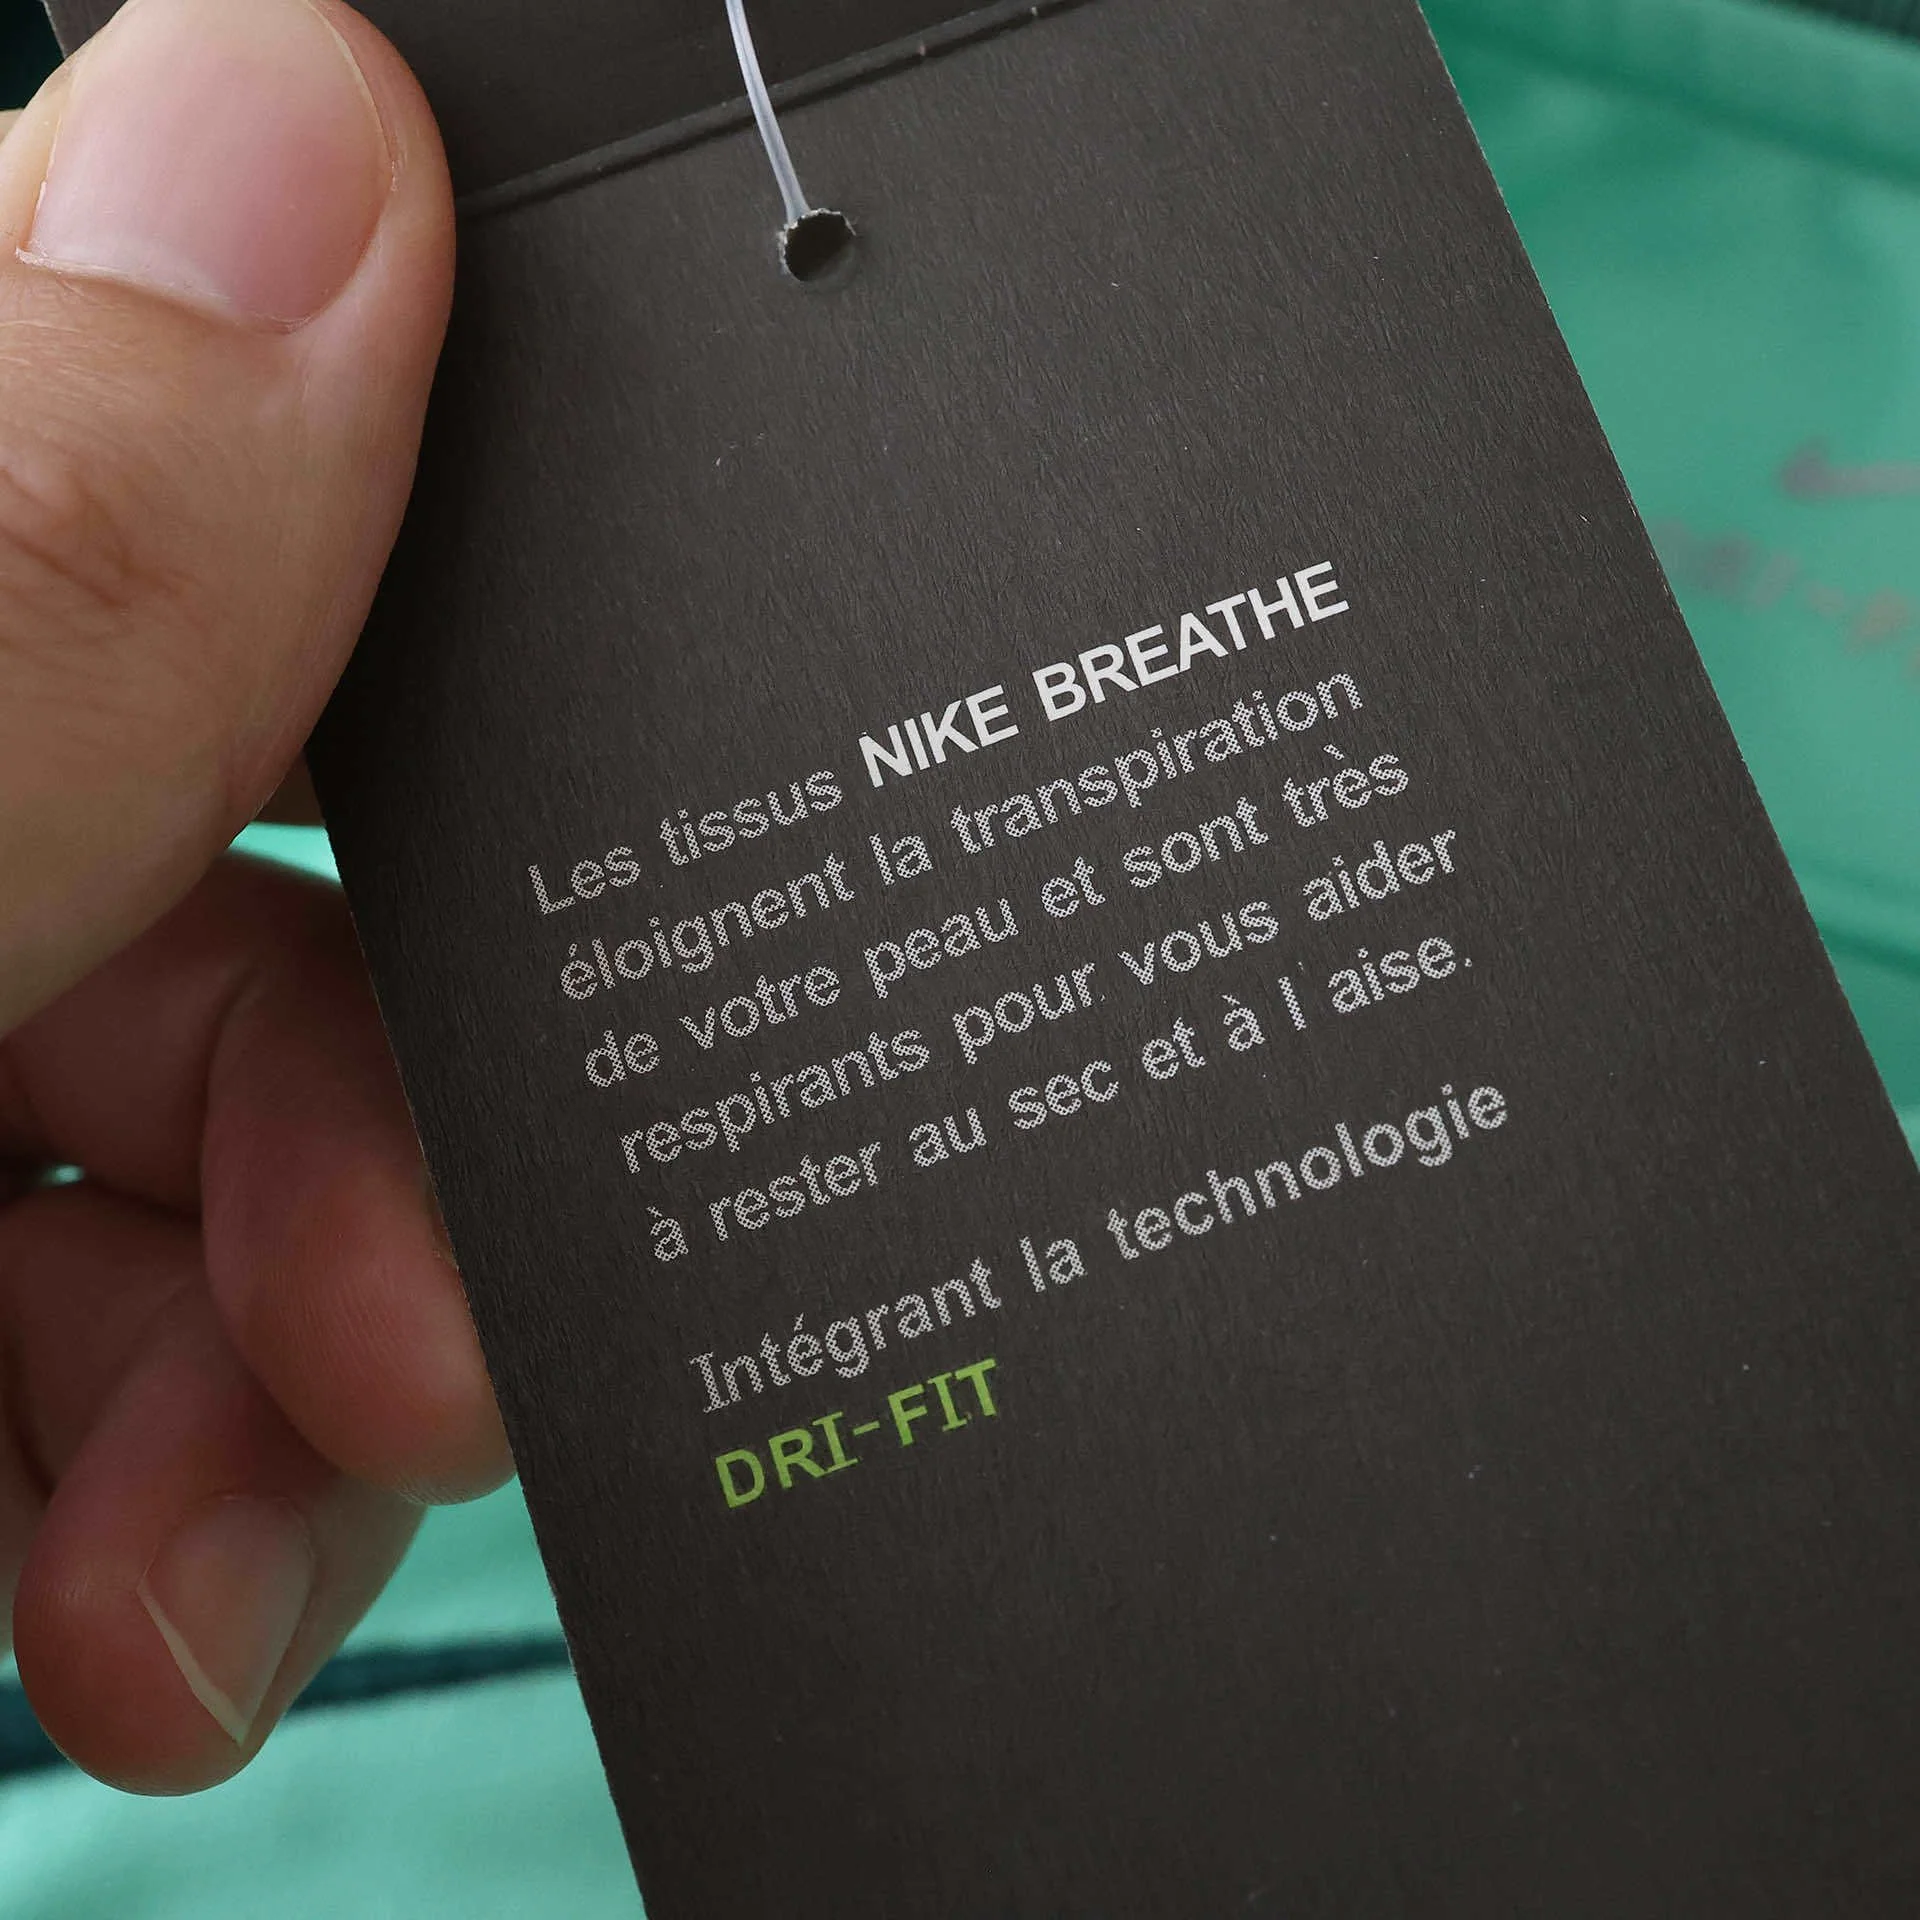 Les tissus NIKE BREATHE
éloignent la transpiration
de votre peau et sont très
respirants pour vous aider
à rester au sec et à l aise.
Intégrant la technologie
DRI-FIT